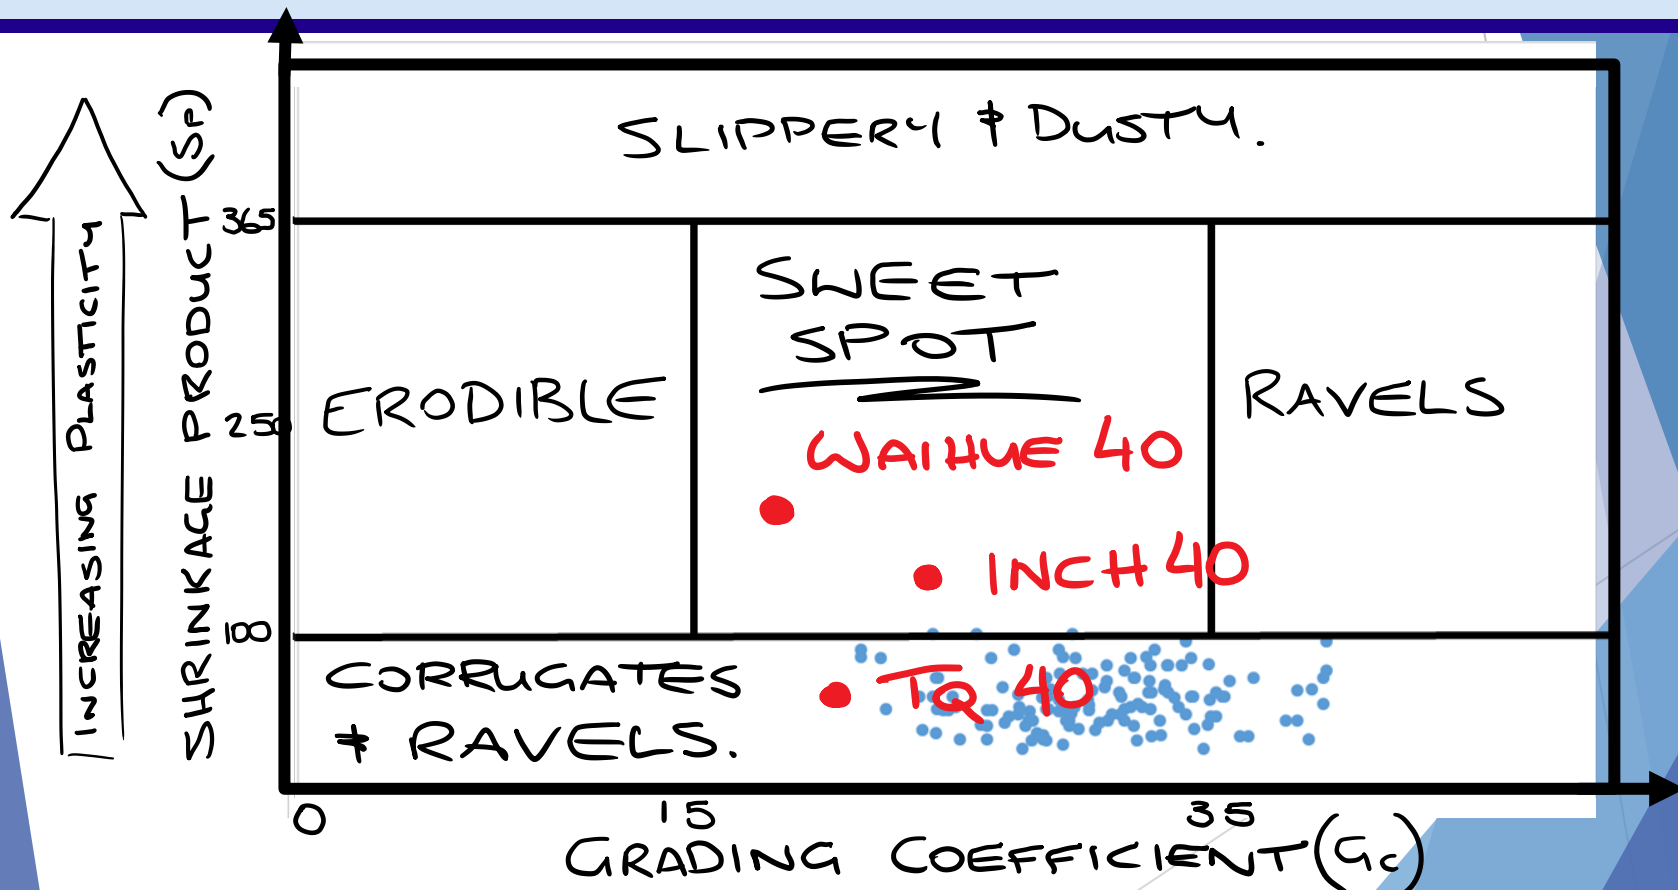 SLIPPERY & DUSTY.
INCREASING PLASTICITY
SHRINKAGE PRODUCT (SP)
365
250
100
ERODIBLE
SWEET
SPOT
RAVELS
WAIHUE 40
INCH 40
TQ 40
CORRUGATES
& RAVELS.
0
15
35
GRADING COEFFICIENT (Gc)